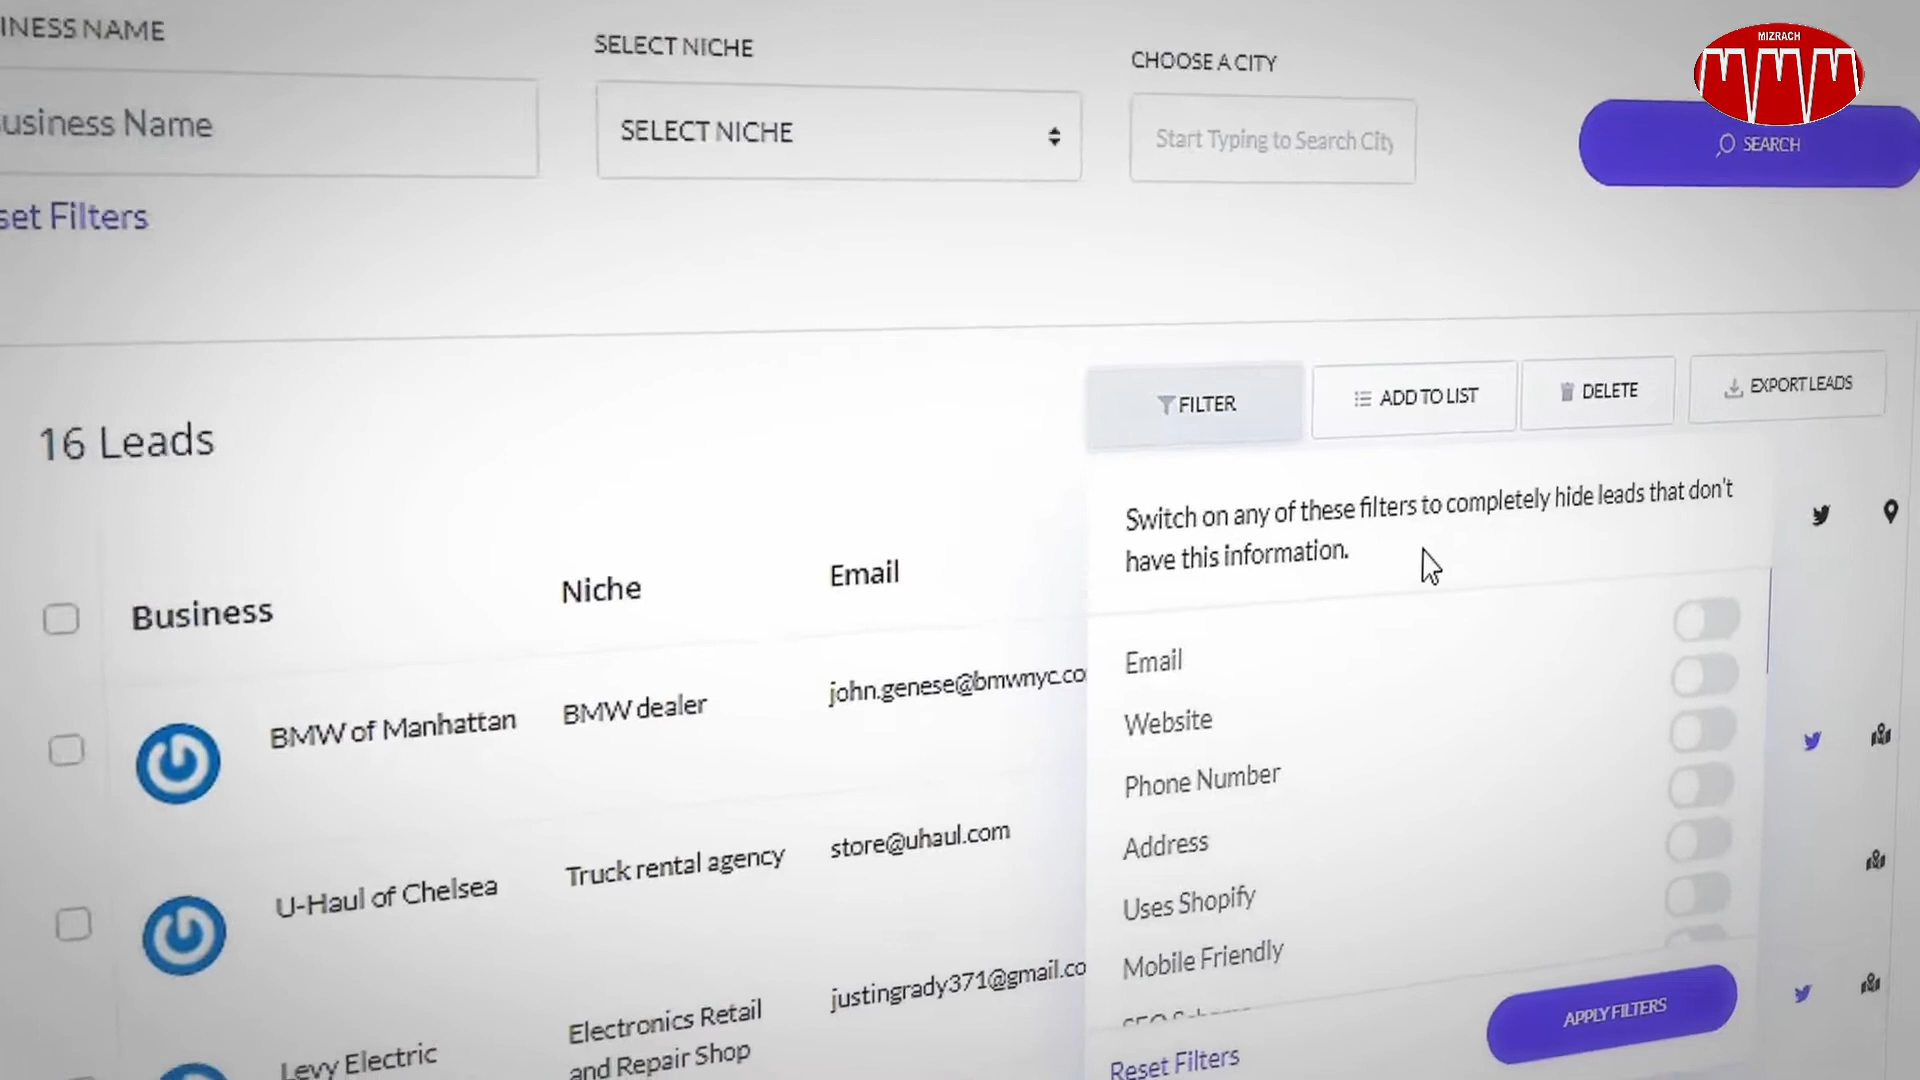 INESS NAME
SELECT NICHE
CHOOSE A CITY
MIZRACH
usiness Name
SELECT NICHE
Start Typing to Search City
SEARCH
set Filters
16 Leads
FILTER
ADD TO LIST
DELETE
EXPORT LEADS
Switch on any of these filters to completely hide leads that don't
have this information.
Business
Niche
Email
Email
Website
Phone Number
Address
Uses Shopify
Mobile Friendly
BMW of Manhattan
BMW dealer
john.genese@bmwnyc.co
U-Haul of Chelsea
Truck rental agency
store@uhaul.com
Levy Electric
Electronics Retail
and Repair Shop
justingrady371@gmail.co
APPLY FILTERS
Reset Filters